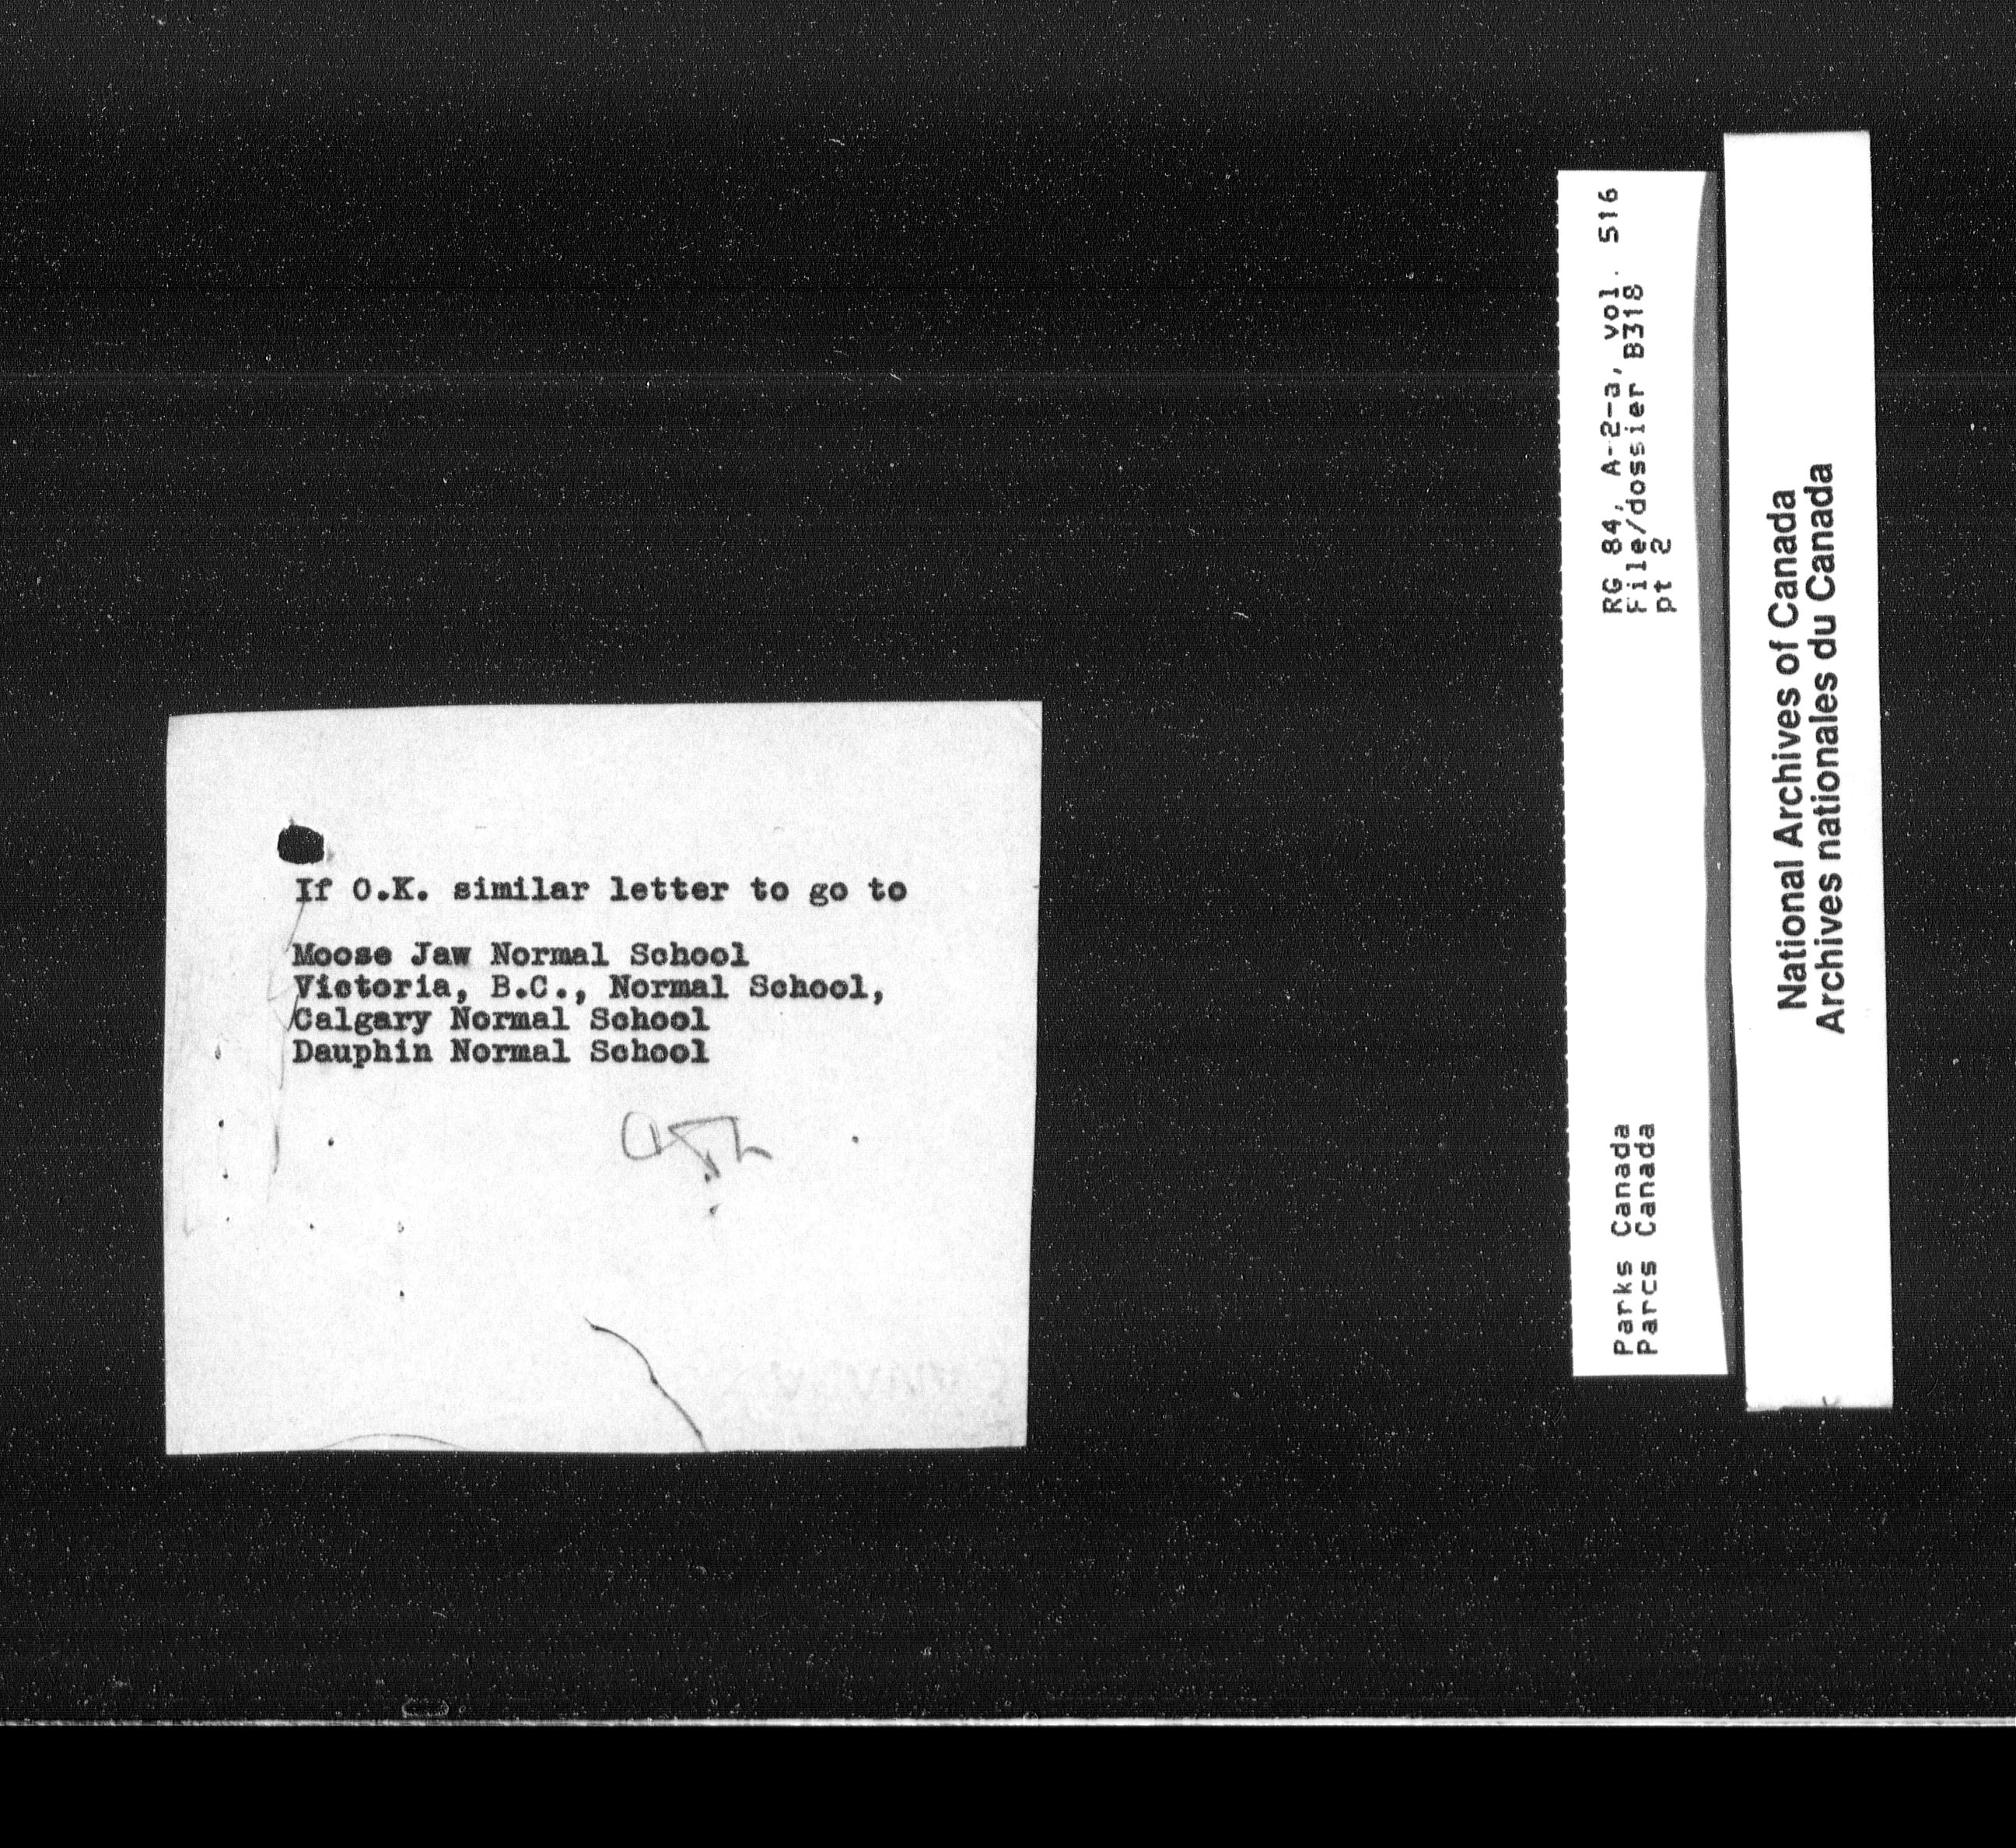 If O.K. similar letter to go to
Moose Jaw Normal School
Victoria, B.C., Normal School,
Calgary Normal School
Dauphin Normal School
RG 84, A-2-a, vol. 516
File/dossier B318
pt 2
Parks Canada
Parcs Canada
National Archives of Canada
Archives nationales du Canada